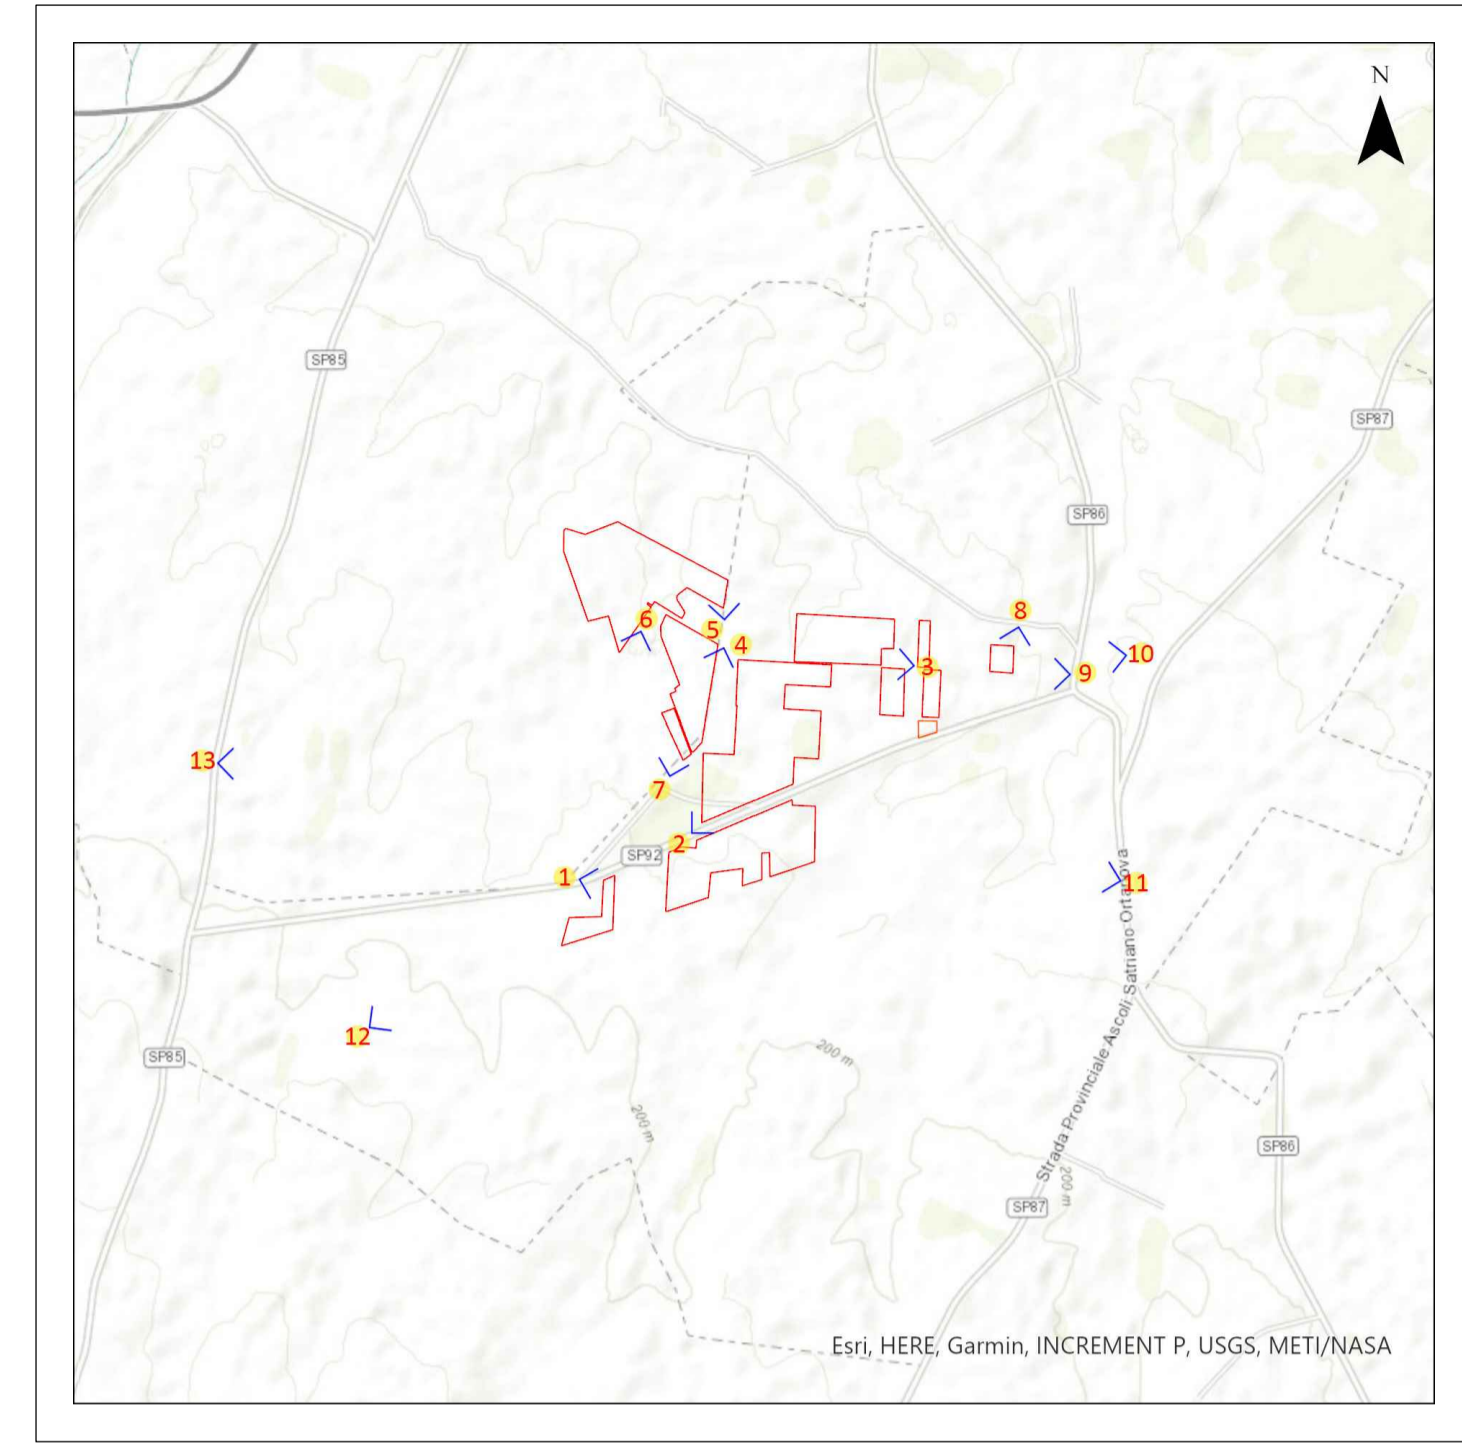 N
SP85
SP87
SP86
8
6
5
4
10
3
9
13
7
2
SP92
1
11
Strada Provinciale Ascoli Satriano-Ortanova
12
200 m
SP85
200 m
SP86
200 m
SP87
Esri, HERE, Garmin, INCREMENT P, USGS, METI/NASA